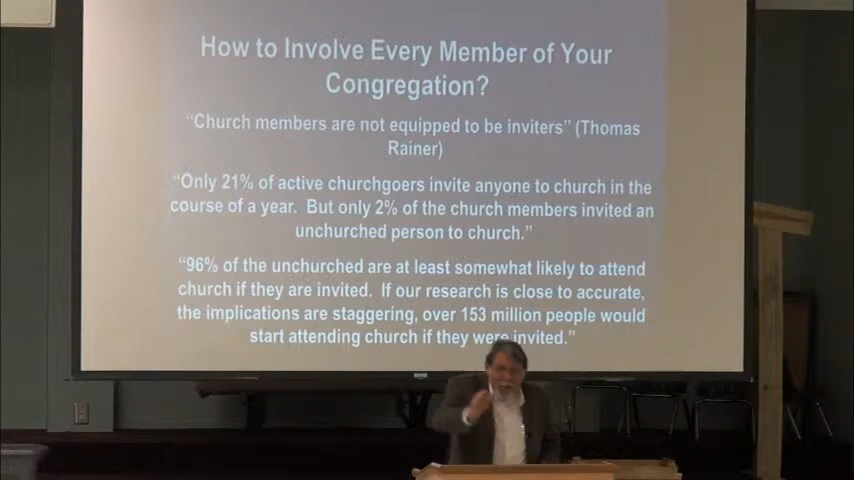 How to Involve Every Member of Your
Congregation?
“Church members are not equipped to be inviters” (Thomas
Rainer)
“Only 21% of active churchgoers invite anyone to church in the
course of a year.  But only 2% of the church members invited an
unchurched person to church.”
“96% of the unchurched are at least somewhat likely to attend
church if they are invited.  If our research is close to accurate,
the implications are staggering, over 153 million people would
start attending church if they were invited.”